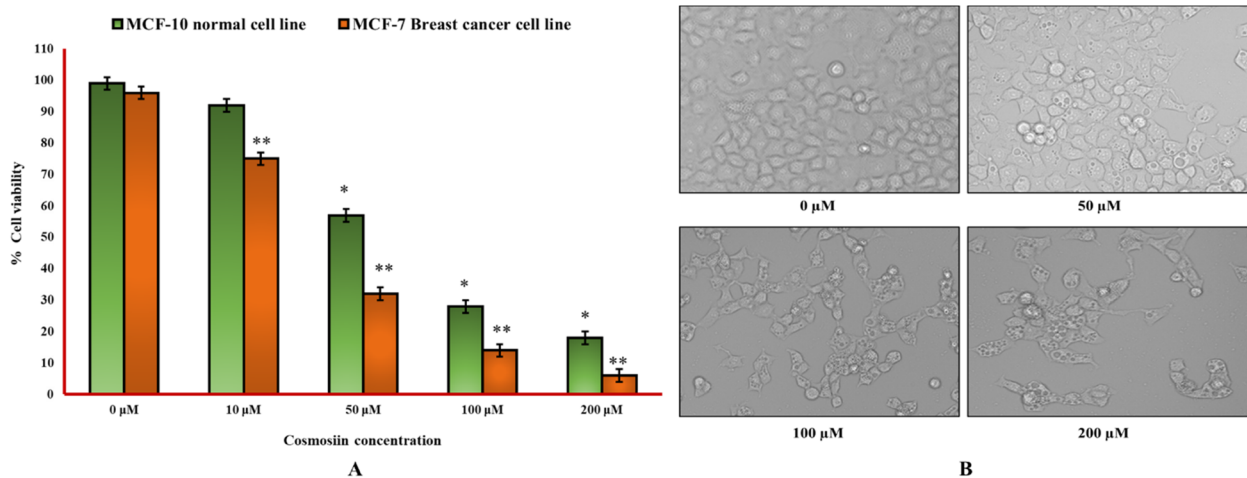 MCF-10 normal cell line MCF-7 Breast cancer cell line
110
100
90
80
70
60
50
40
30
20
10
0
% Cell viability
**
*
**
*
**
*
**
0 µM 10 µM 50 µM 100 µM 200 µM
Cosmosiin concentration
A
0 µM 50 µM
100 µM 200 µM
B